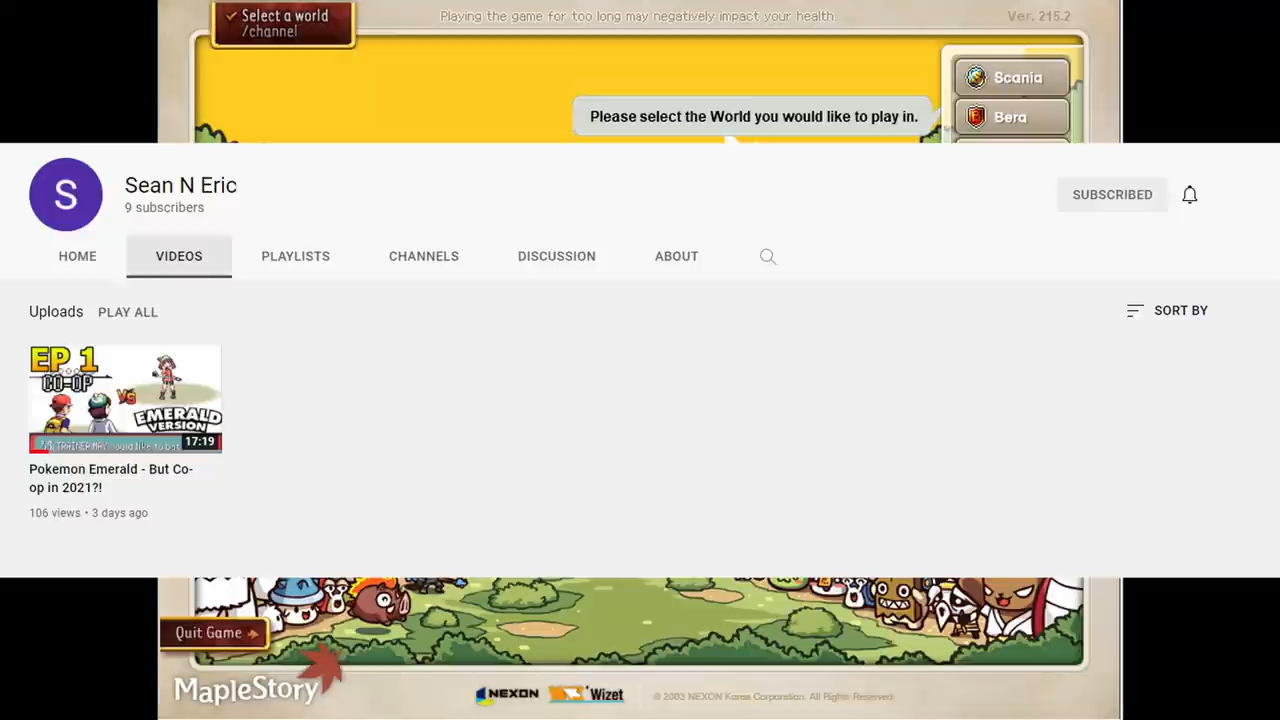 Select a world
/channel
Playing the game for too long may negatively impact your health.
Ver. 215.2
Scania
Please select the World you would like to play in.
Bera
S
Sean N Eric
9 subscribers
SUBSCRIBED
HOME
VIDEOS
PLAYLISTS
CHANNELS
DISCUSSION
ABOUT
Uploads
PLAY ALL
SORT BY
EP 1
CO-OP
VS
EMERALD
VERSION
17:19
Pokemon Emerald - But Co-
op in 2021?!
106 views • 3 days ago
Quit Game
MapleStory
NEXON
Wizet
© 2003 NEXON Korea Corporation. All Rights Reserved.